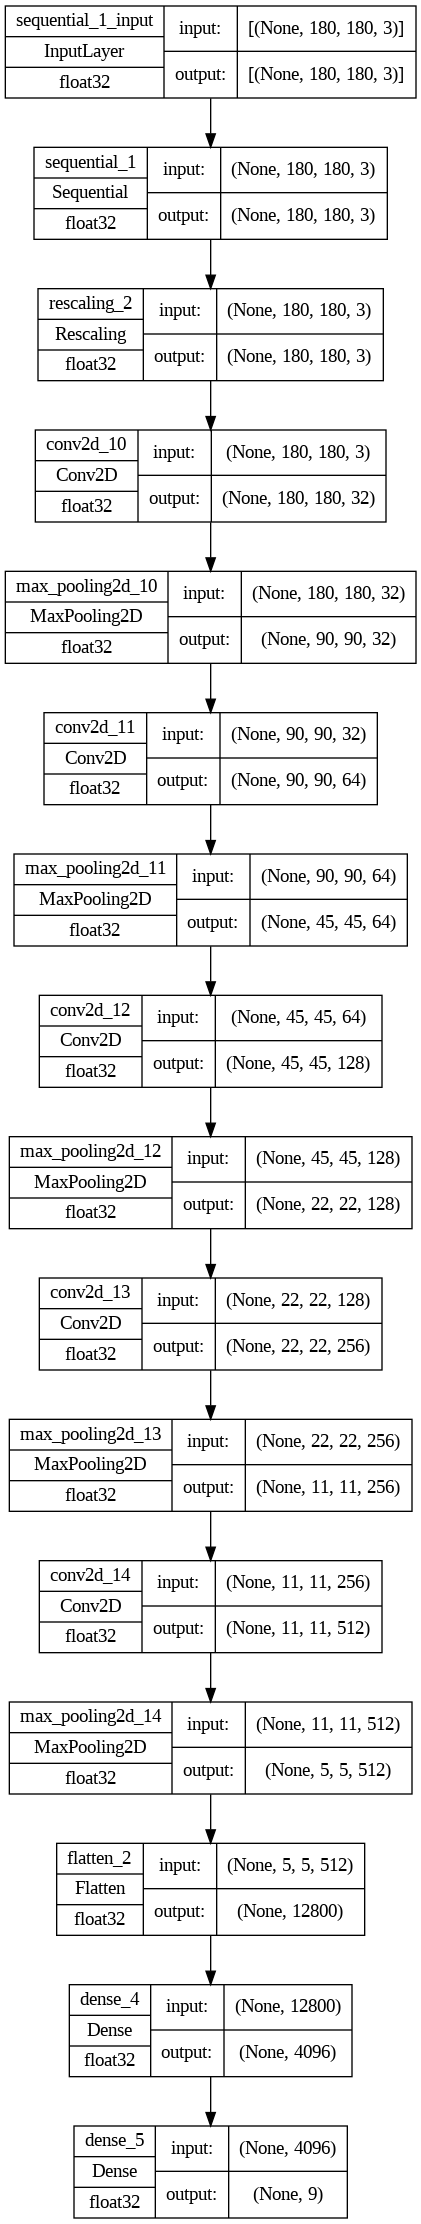 sequential_1_input
InputLayer
float32
input:
[(None, 180, 180, 3)]
output:
[(None, 180, 180, 3)]
sequential_1
Sequential
float32
input:
(None, 180, 180, 3)
output:
(None, 180, 180, 3)
rescaling_2
Rescaling
float32
input:
(None, 180, 180, 3)
output:
(None, 180, 180, 3)
conv2d_10
Conv2D
float32
input:
(None, 180, 180, 3)
output:
(None, 180, 180, 32)
max_pooling2d_10
MaxPooling2D
float32
input:
(None, 180, 180, 32)
output:
(None, 90, 90, 32)
conv2d_11
Conv2D
float32
input:
(None, 90, 90, 32)
output:
(None, 90, 90, 64)
max_pooling2d_11
MaxPooling2D
float32
input:
(None, 90, 90, 64)
output:
(None, 45, 45, 64)
conv2d_12
Conv2D
float32
input:
(None, 45, 45, 64)
output:
(None, 45, 45, 128)
max_pooling2d_12
MaxPooling2D
float32
input:
(None, 45, 45, 128)
output:
(None, 22, 22, 128)
conv2d_13
Conv2D
float32
input:
(None, 22, 22, 128)
output:
(None, 22, 22, 256)
max_pooling2d_13
MaxPooling2D
float32
input:
(None, 22, 22, 256)
output:
(None, 11, 11, 256)
conv2d_14
Conv2D
float32
input:
(None, 11, 11, 256)
output:
(None, 11, 11, 512)
max_pooling2d_14
MaxPooling2D
float32
input:
(None, 11, 11, 512)
output:
(None, 5, 5, 512)
flatten_2
Flatten
float32
input:
(None, 5, 5, 512)
output:
(None, 12800)
dense_4
Dense
float32
input:
(None, 12800)
output:
(None, 4096)
dense_5
Dense
float32
input:
(None, 4096)
output:
(None, 9)